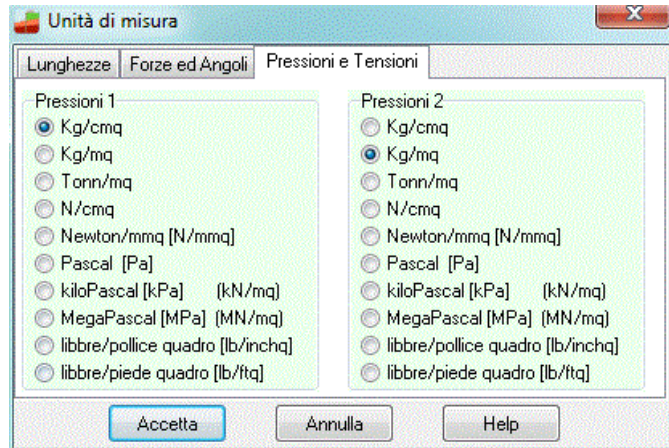 Unità di misura
X
Lunghezze
Forze ed Angoli
Pressioni e Tensioni
Pressioni 1
Kg/cmq
Kg/mq
Tonn/mq
N/cmq
Newton/mmq [N/mmq]
Pascal [Pa]
kiloPascal [kPa] (kN/mq)
MegaPascal [MPa] (MN/mq)
libbre/pollice quadro [lb/inchq]
libbre/piede quadro [lb/ftq]
Pressioni 2
Kg/cmq
Kg/mq
Tonn/mq
N/cmq
Newton/mmq [N/mmq]
Pascal [Pa]
kiloPascal [kPa] (kN/mq)
MegaPascal [MPa] (MN/mq)
libbre/pollice quadro [lb/inchq]
libbre/piede quadro [lb/ftq]
Accetta
Annulla
Help